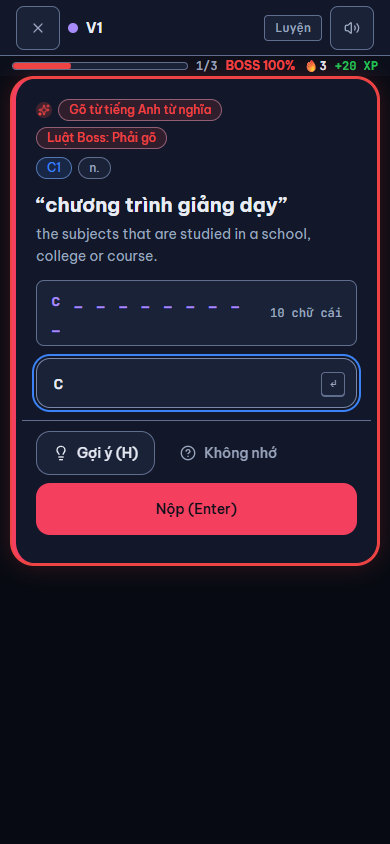 V1
Luyện
1/3 BOSS 100% 3 +20 XP
Gõ từ tiếng Anh từ nghĩa
Luật Boss: Phải gõ
C1 n.
“chương trình giảng dạy”
the subjects that are studied in a school,
college or course.
c _ _ _ _ _ _ _ _
_
10 chữ cái
c
Gợi ý (H) Không nhớ
Nộp (Enter)